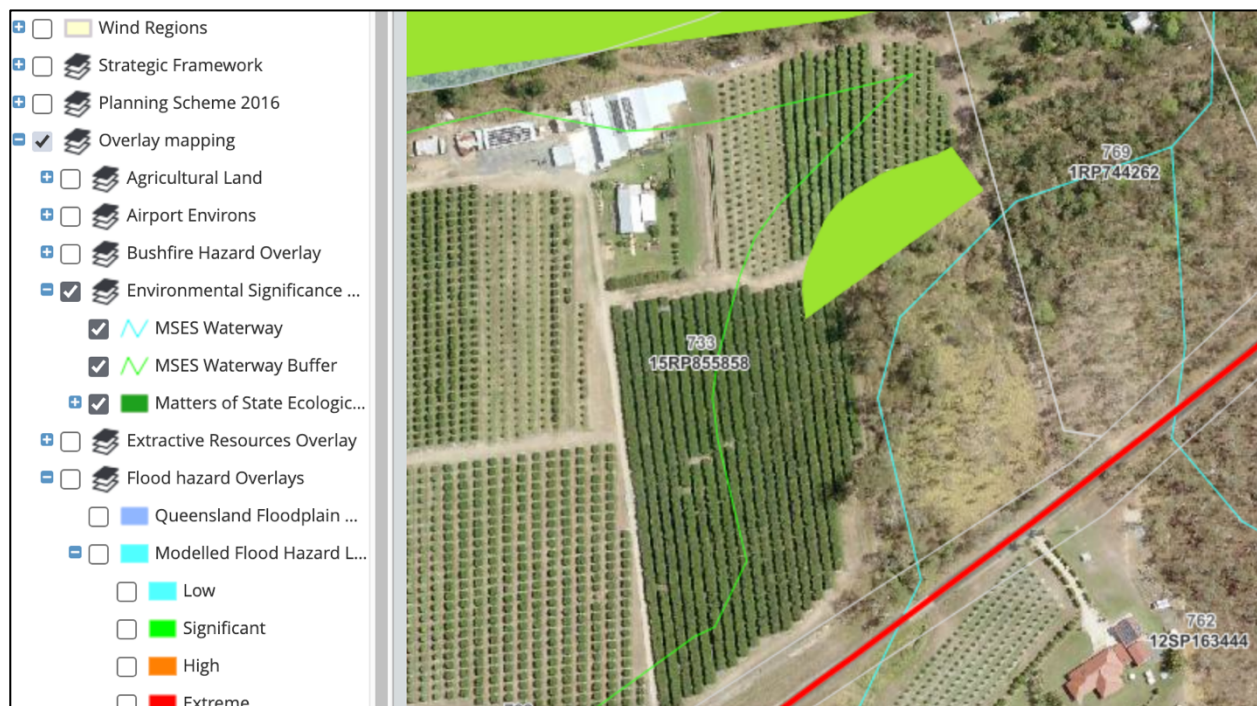 Wind Regions
Strategic Framework
Planning Scheme 2016
Overlay mapping
Agricultural Land
Airport Environs
Bushfire Hazard Overlay
Environmental Significance ...
MSES Waterway
MSES Waterway Buffer
Matters of State Ecologic...
Extractive Resources Overlay
Flood hazard Overlays
Queensland Floodplain ...
Modelled Flood Hazard L...
Low
Significant
High
Extreme
769
1RP744262
733
15RP855858
762
12SP163444